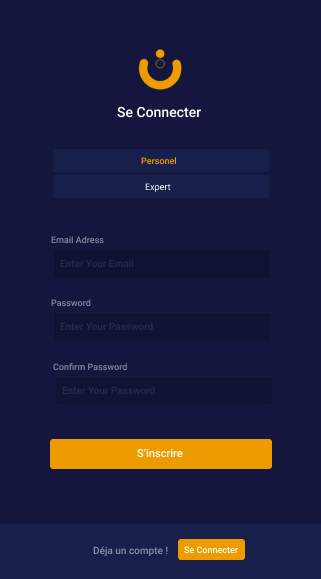 Se Connecter
Personel
Expert
Email Adress
Enter Your Email
Password
Enter Your Password
Confirm Password
Enter Your Password
S'inscrire
Déja un compte ! Se Connecter